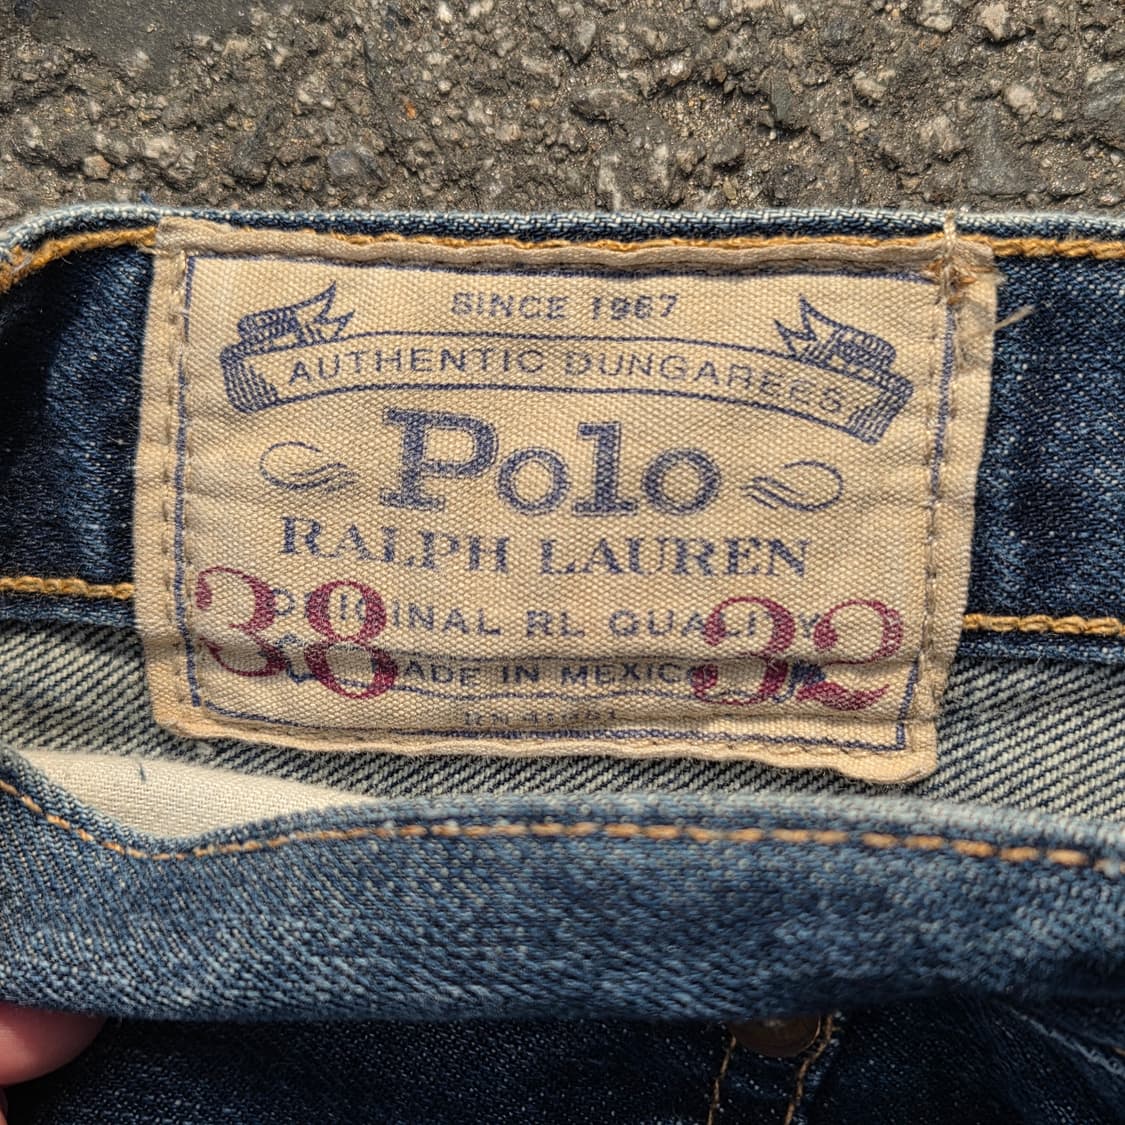 SINCE 1967
AUTHENTIC DUNGAREES
Polo
RALPH LAUREN
ORIGINAL RL QUALITY
38 32
MADE IN MEXICO